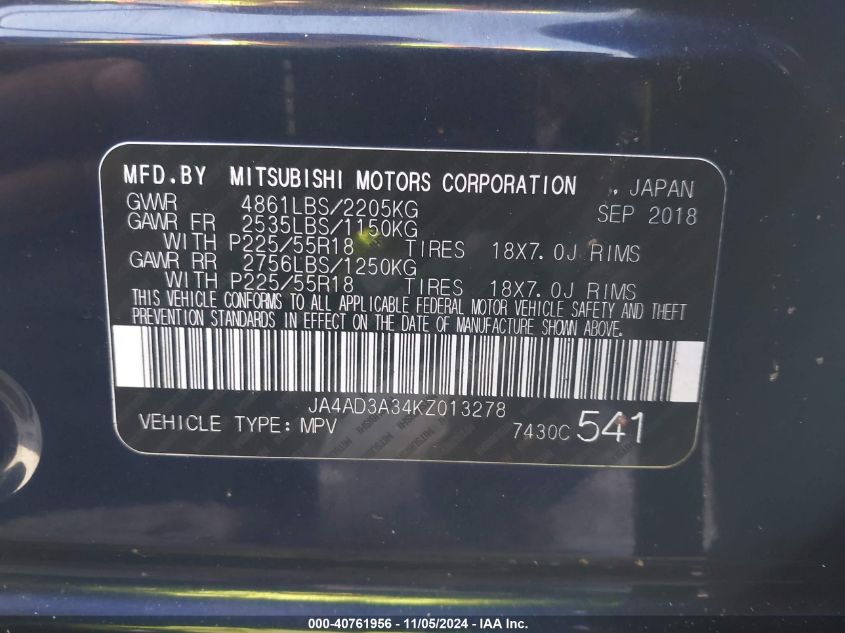 MFD.BY MITSUBISHI MOTORS CORPORATION , JAPAN
GVWR 4861LBS/2205KG SEP 2018
GAWR FR 2535LBS/1150KG
WITH P225/55R18 TIRES 18X7.0J RIMS
GAWR RR 2756LBS/1250KG
WITH P225/55R18 TIRES 18X7.0J RIMS
THIS VEHICLE CONFORMS TO ALL APPLICABLE FEDERAL MOTOR VEHICLE SAFETY AND THEFT
PREVENTION STANDARDS IN EFFECT ON THE DATE OF MANUFACTURE SHOWN ABOVE.
JA4AD3A34KZ013278
VEHICLE TYPE: MPV 7430C 541
000-40761956 - 11/05/2024 - IAA Inc.